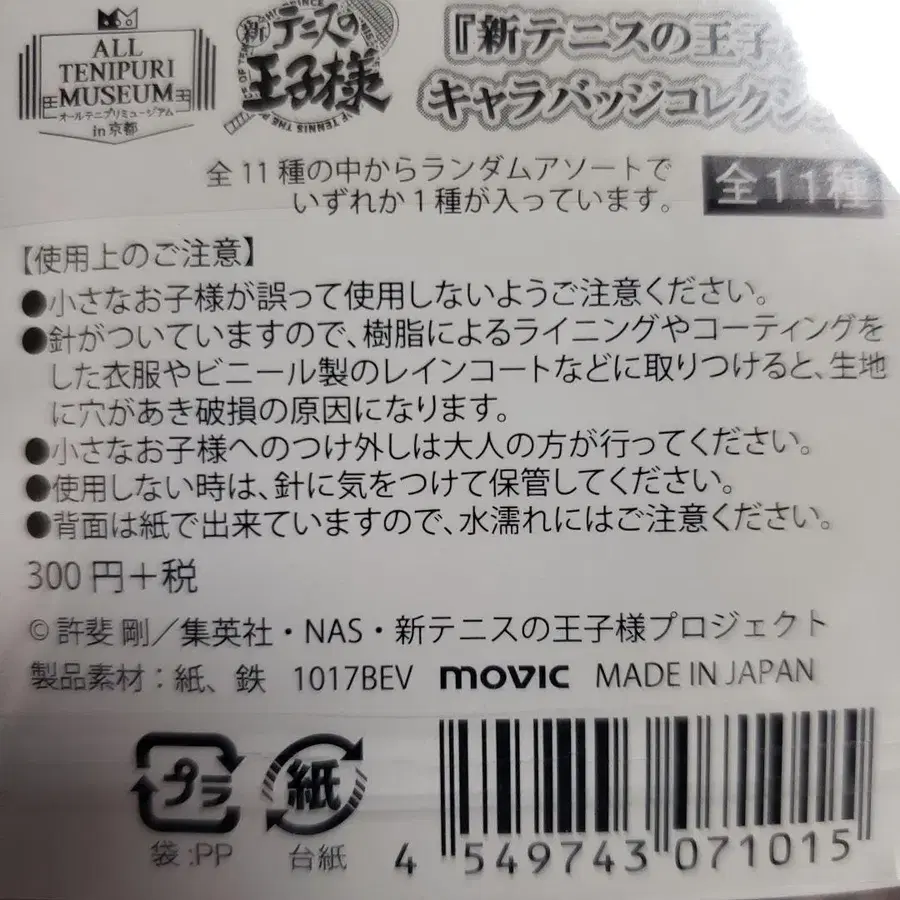 ALL
TENIPURI
MUSEUM
オールテニプリミュージアム
in 京都
新テニスの
王子様
『新テニスの王子
キャラバッジコレク
全11種の中からランダムアソートで
いずれか1種が入っています。
全11種
【使用上のご注意】
●小さなお子様が誤って使用しないようご注意ください。
●針がついていますので、樹脂によるライニングやコーティングを
した衣服やビニール製のレインコートなどに取りつけると、生地
に穴があき破損の原因になります。
●小さなお子様へのつけ外しは大人の方が行ってください。
●使用しない時は、針に気をつけて保管してください。
●背面は紙で出来ていますので、水濡れにはご注意ください。
300円+税
©許斐 剛／集英社・NAS・新テニスの王子様プロジェクト
製品素材：紙、鉄 1017BEV movic MADE IN JAPAN
プラ
紙
袋:PP
台紙
4 549743 071015